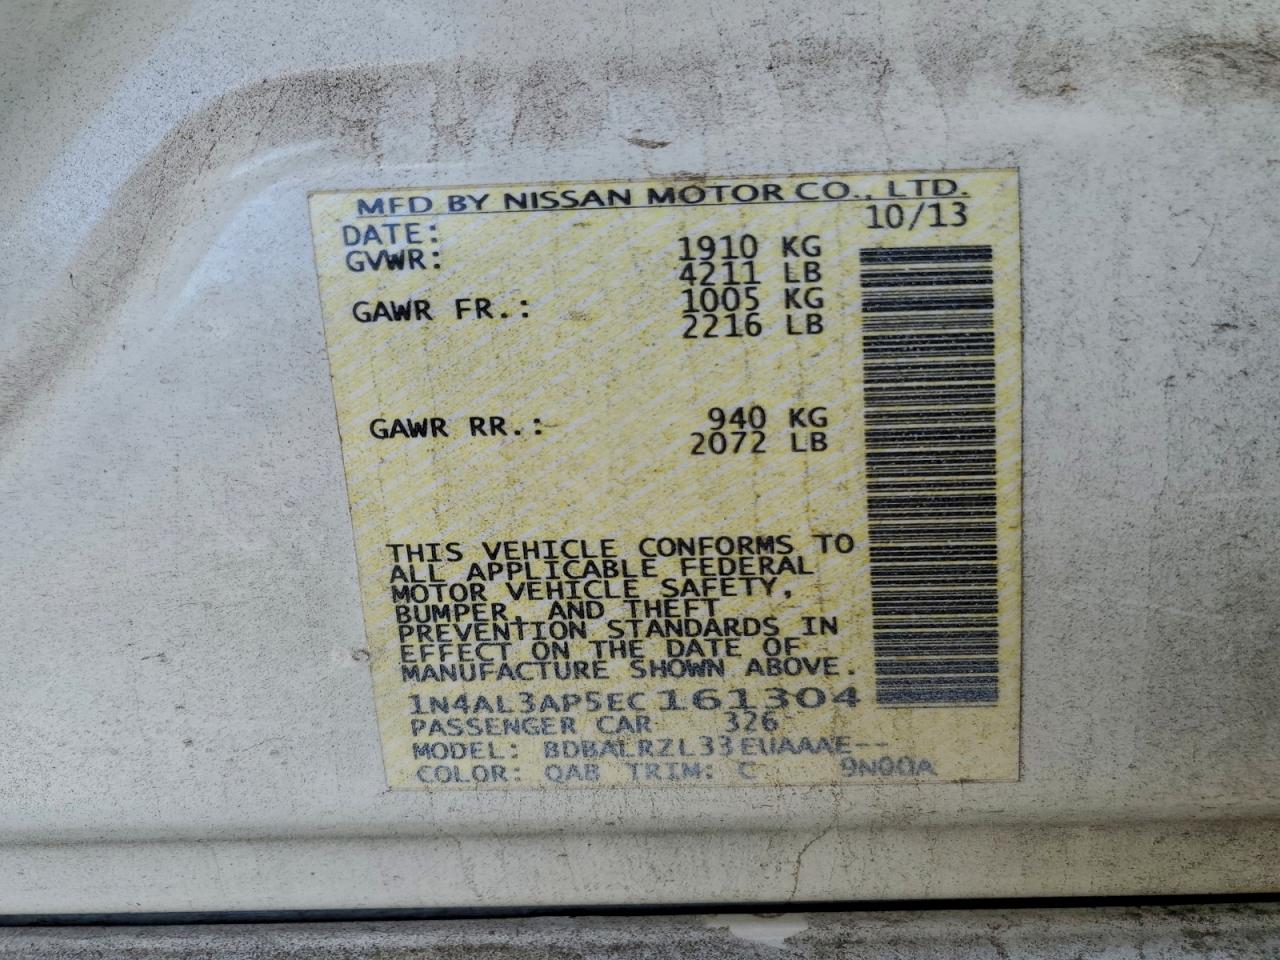 MFD BY NISSAN MOTOR CO., LTD.
DATE: 10/13
GVWR: 1910 KG
4211 LB
GAWR FR.: 1005 KG
2216 LB
GAWR RR.: 940 KG
2072 LB
THIS VEHICLE CONFORMS TO
ALL APPLICABLE FEDERAL
MOTOR VEHICLE SAFETY,
BUMPER, AND THEFT
PREVENTION STANDARDS IN
EFFECT ON THE DATE OF
MANUFACTURE SHOWN ABOVE.
1N4AL3AP5EC161304
PASSENGER CAR 326
MODEL: BDBALRZL33EUAAAE--
COLOR: QAB TRIM: C 9N00A